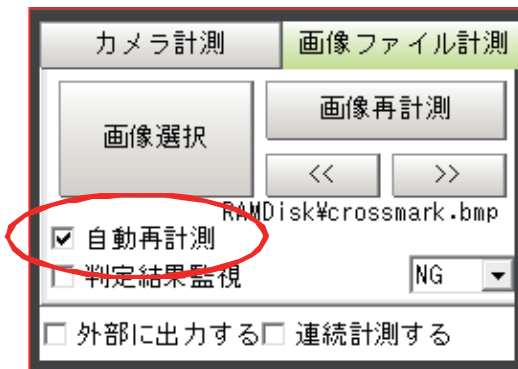 カメラ計測 画像ファイル計測
画像選択 画像再計測
<< >>
RAMDisk¥crossmark.bmp
自動再計測
判定結果監視 NG
外部に出力する 連続計測する